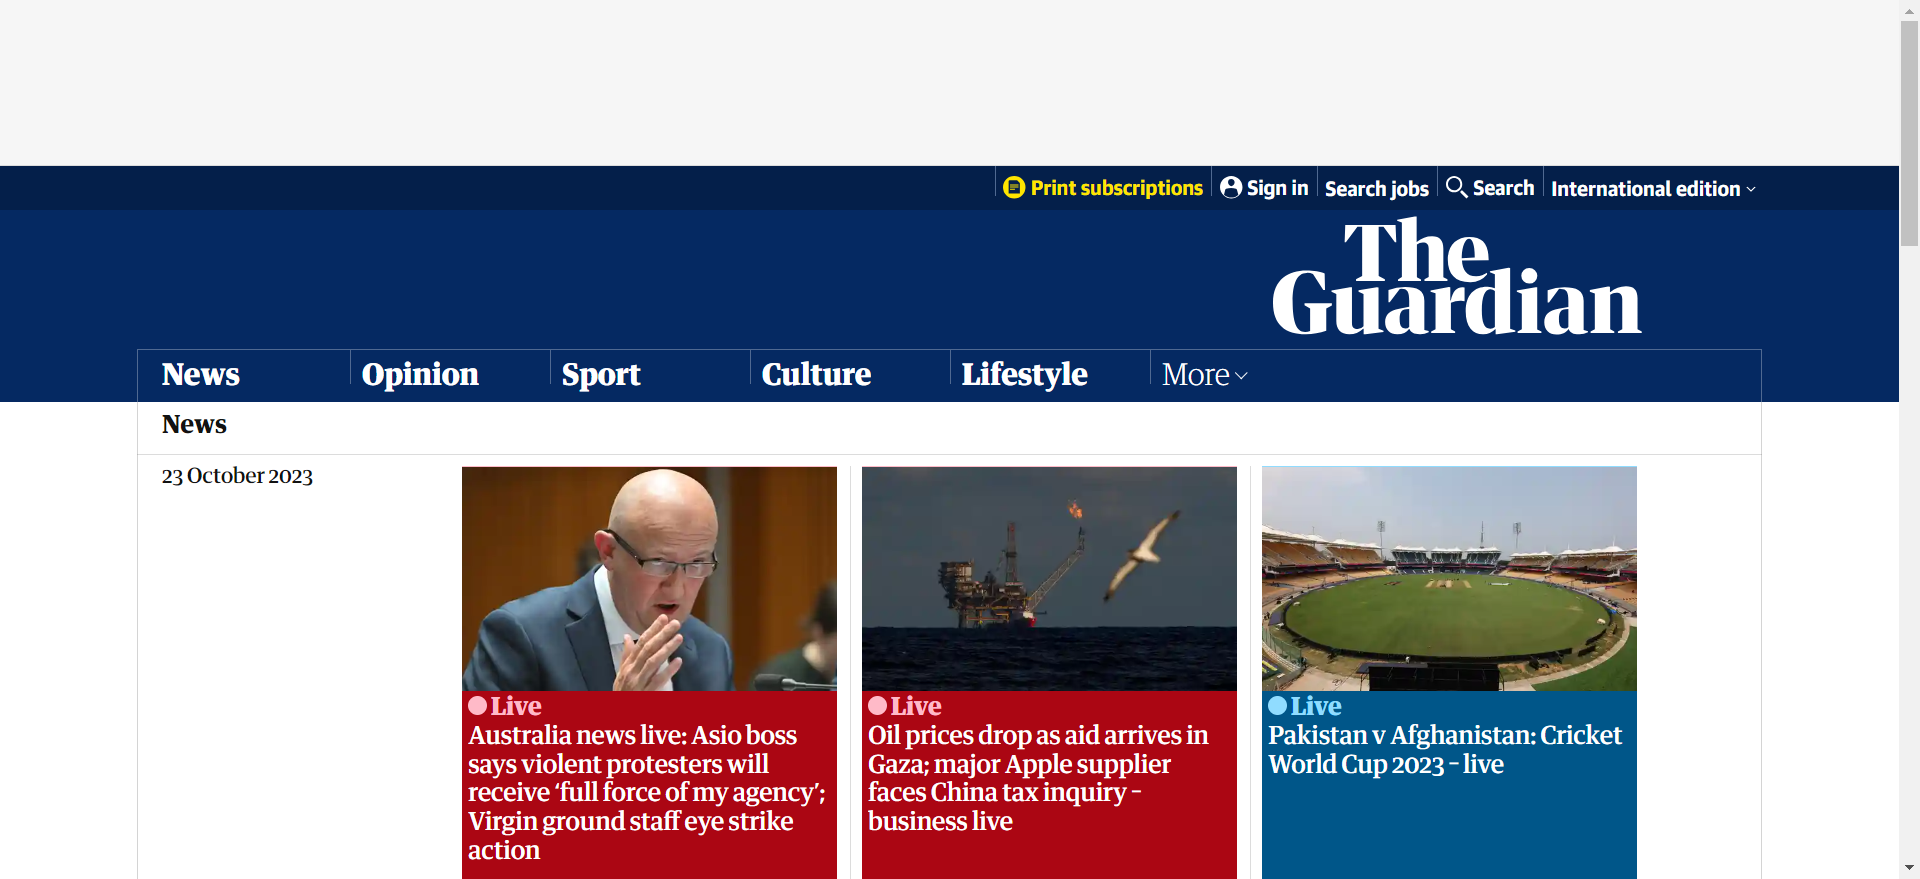 Print subscriptions
Sign in
Search jobs
Search
International edition
The
Guardian
News
Opinion
Sport
Culture
Lifestyle
More
News
23 October 2023
Live
Australia news live: Asio boss
says violent protesters will
receive ‘full force of my agency’;
Virgin ground staff eye strike
action
Live
Oil prices drop as aid arrives in
Gaza; major Apple supplier
faces China tax inquiry –
business live
Live
Pakistan v Afghanistan: Cricket
World Cup 2023 – live